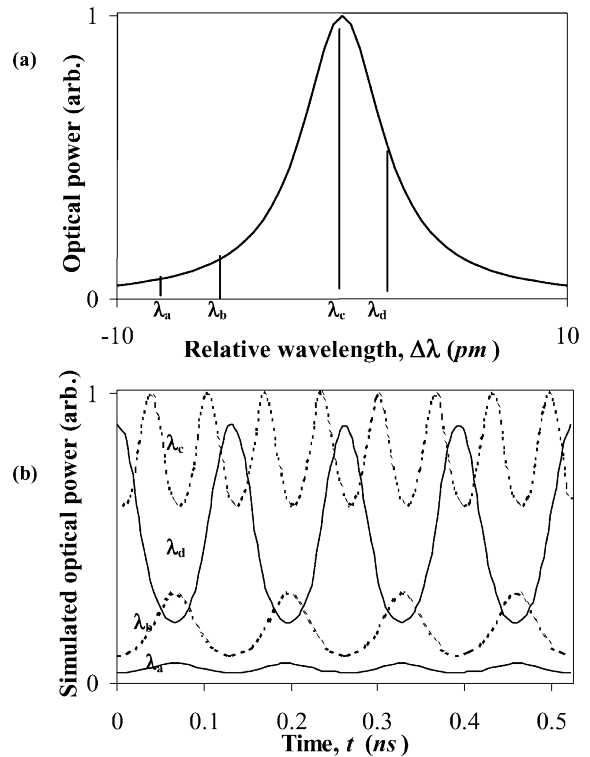 (a)
Optical power (arb.)
1
0
λa
λb
λc
λd
-10
10
Relative wavelength, Δλ (pm)
(b)
Simulated optical power (arb.)
1
0
λc
λd
λb
λa
0
0.1
0.2
0.3
0.4
0.5
Time, t (ns)